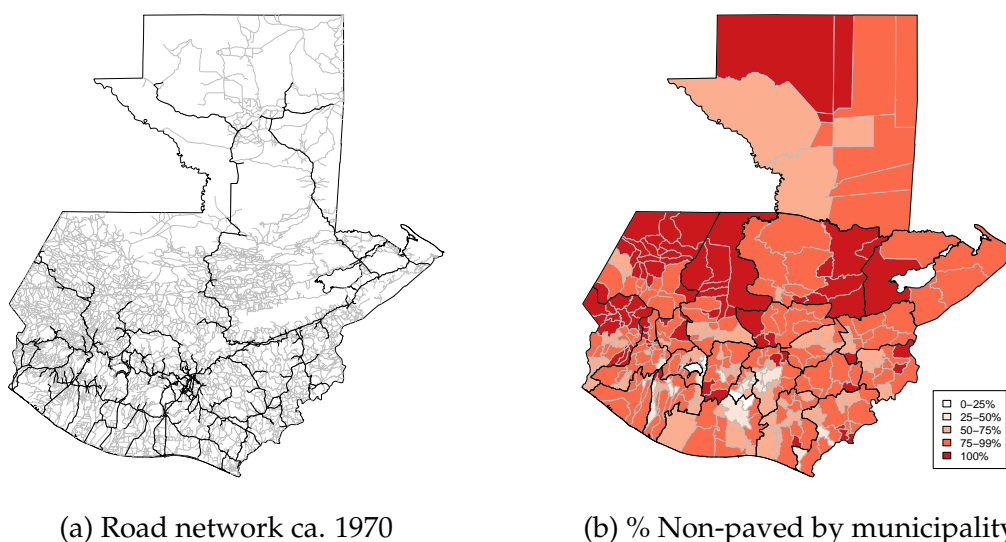 0–25%
25–50%
50–75%
75–99%
100%
(a) Road network ca. 1970
(b) % Non-paved by municipality